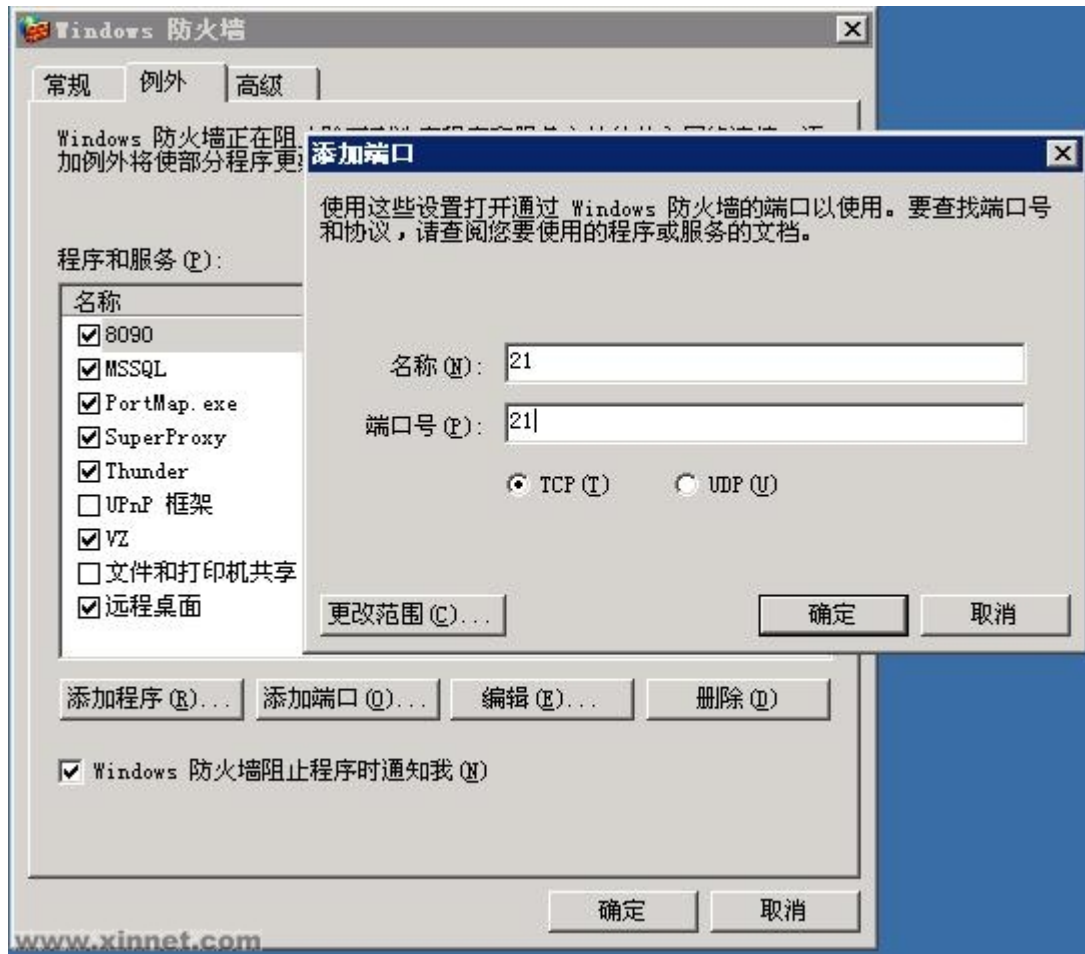 Windows 防火墙
常规 例外 高级
Windows 防火墙正在阻
加例外将使部分程序更
添加端口
使用这些设置打开通过 Windows 防火墙的端口以使用。要查找端口号
和协议，请查阅您要使用的程序或服务的文档。
程序和服务(P):
名称
8090
MSSQL
PortMap.exe
SuperProxy
Thunder
UPnP 框架
VZ
文件和打印机共享
远程桌面
名称(N): 21
端口号(P): 21
TCP(T) UDP(U)
更改范围(C)... 确定 取消
添加程序(R)... 添加端口(O)... 编辑(E)... 删除(D)
Windows 防火墙阻止程序时通知我(N)
确定 取消
www.xinnet.com